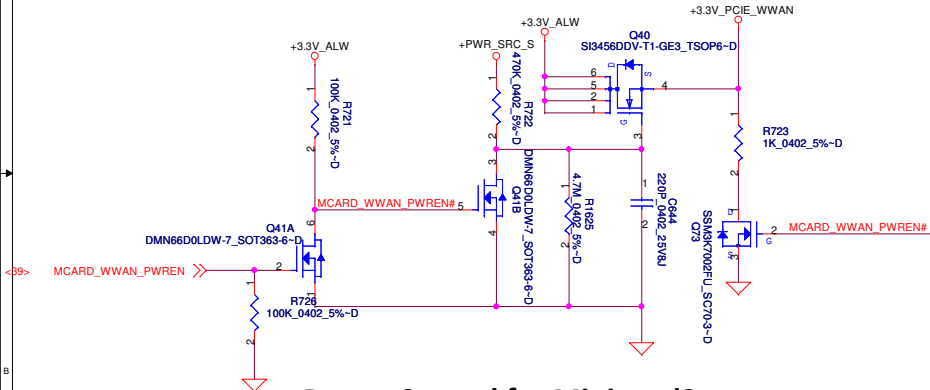 +3.3V_PCIE_WWAN
+3.3V_ALW
Q40
SI3456DDV-T1-GE3_TSOP6~D
+3.3V_ALW
+PWR_SRC_S
D
S
G
6
5
2
1
4
3
1
2
R721
100K_0402_5%~D
1
2
R722
470K_0402_5%~D
1
2
R723
1K_0402_5%~D
MCARD_WWAN_PWREN#
5
3
4
Q41B
DMN66D0LDW-7_SOT363-6~D
1
2
R1625
4.7M_0402_5%~D
1
2
C644
220P_0402_25V8J
Q73
SSM3K7002FU_SC70-3~D
D
1
G
2
S
3
MCARD_WWAN_PWREN#
Q41A
DMN66D0LDW-7_SOT363-6~D
6
2
1
<39>
MCARD_WWAN_PWREN
1
2
R726
100K_0402_5%~D
B